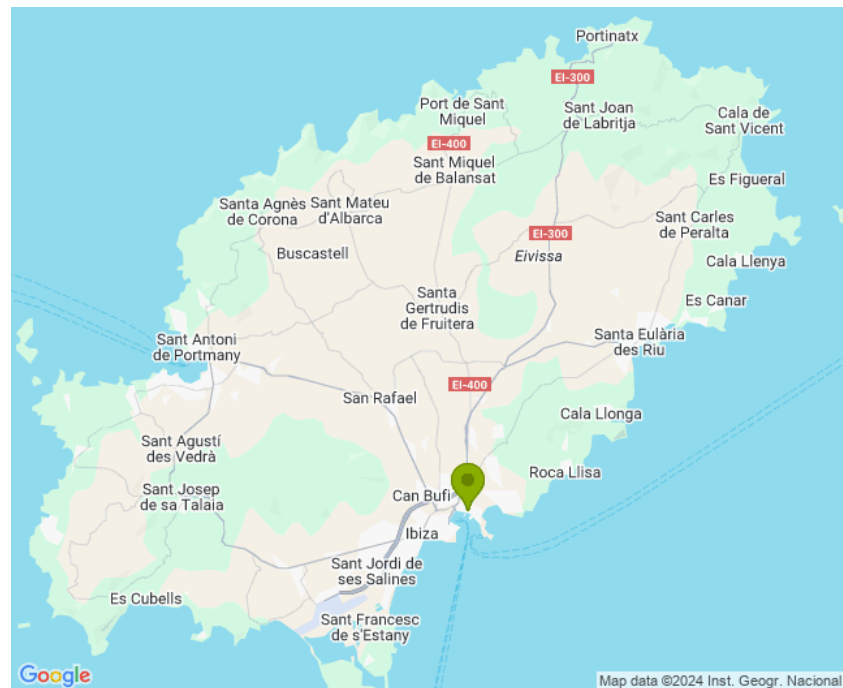 Portinatx
EI-300
Port de Sant
Miquel
Sant Joan
de Labritja
Cala de
Sant Vicent
EI-400
Sant Miquel
de Balansat
Es Figueral
Santa Agnès
de Corona
Sant Mateu
d'Albarca
Sant Carles
de Peralta
EI-300
Buscastell
Eivissa
Cala Llenya
Santa
Gertrudis
de Fruitera
Es Canar
Sant Antoni
de Portmany
Santa Eulària
des Riu
EI-400
San Rafael
Cala Llonga
Sant Agustí
des Vedrà
Roca Llisa
Sant Josep
de sa Talaia
Can Bufí
Ibiza
Sant Jordi de
ses Salines
Es Cubells
Sant Francesc
de s'Estany
Google
Map data ©2024 Inst. Geogr. Nacional